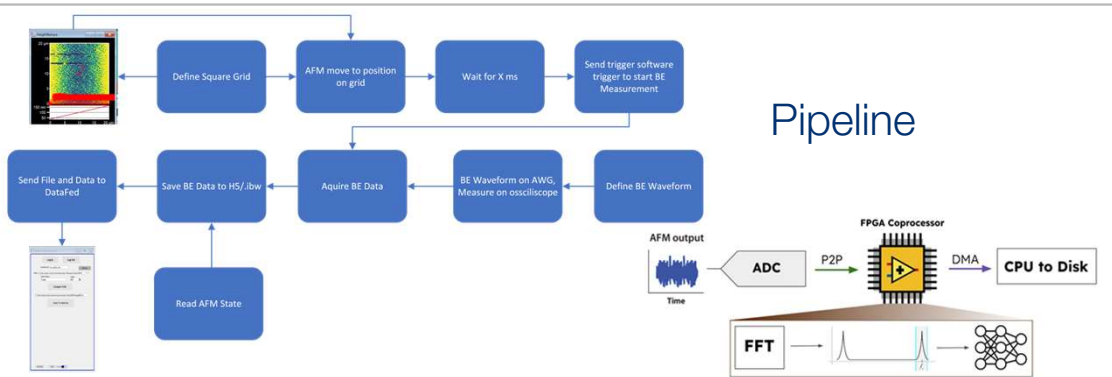 Define Square Grid
AFM move to position
on grid
Wait for X ms
Send trigger software
trigger to start BE
Measurement
Pipeline
Send File and Data to
DataFed
Save BE Data to H5/.ibw
Aquire BE Data
BE Waveform on AWG,
Measure on ossciliscope
Define BE Waveform
Read AFM State
AFM output
Time
ADC
P2P
FPGA Coprocessor
DMA
CPU to Disk
FFT